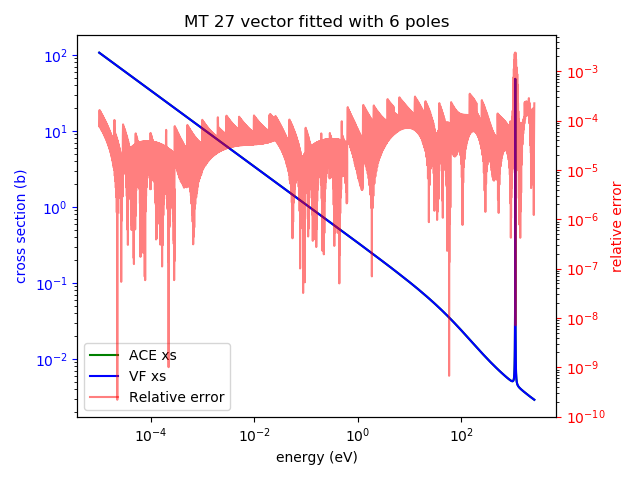 MT 27 vector fitted with 6 poles
cross section (b)
10^2
10^1
10^0
10^-1
10^-2
10^-3
10^-4
10^-5
10^-6
10^-7
10^-8
10^-9
10^-10
relative error
ACE xs
VF xs
Relative error
10^-4
10^-2
10^0
10^2
energy (eV)